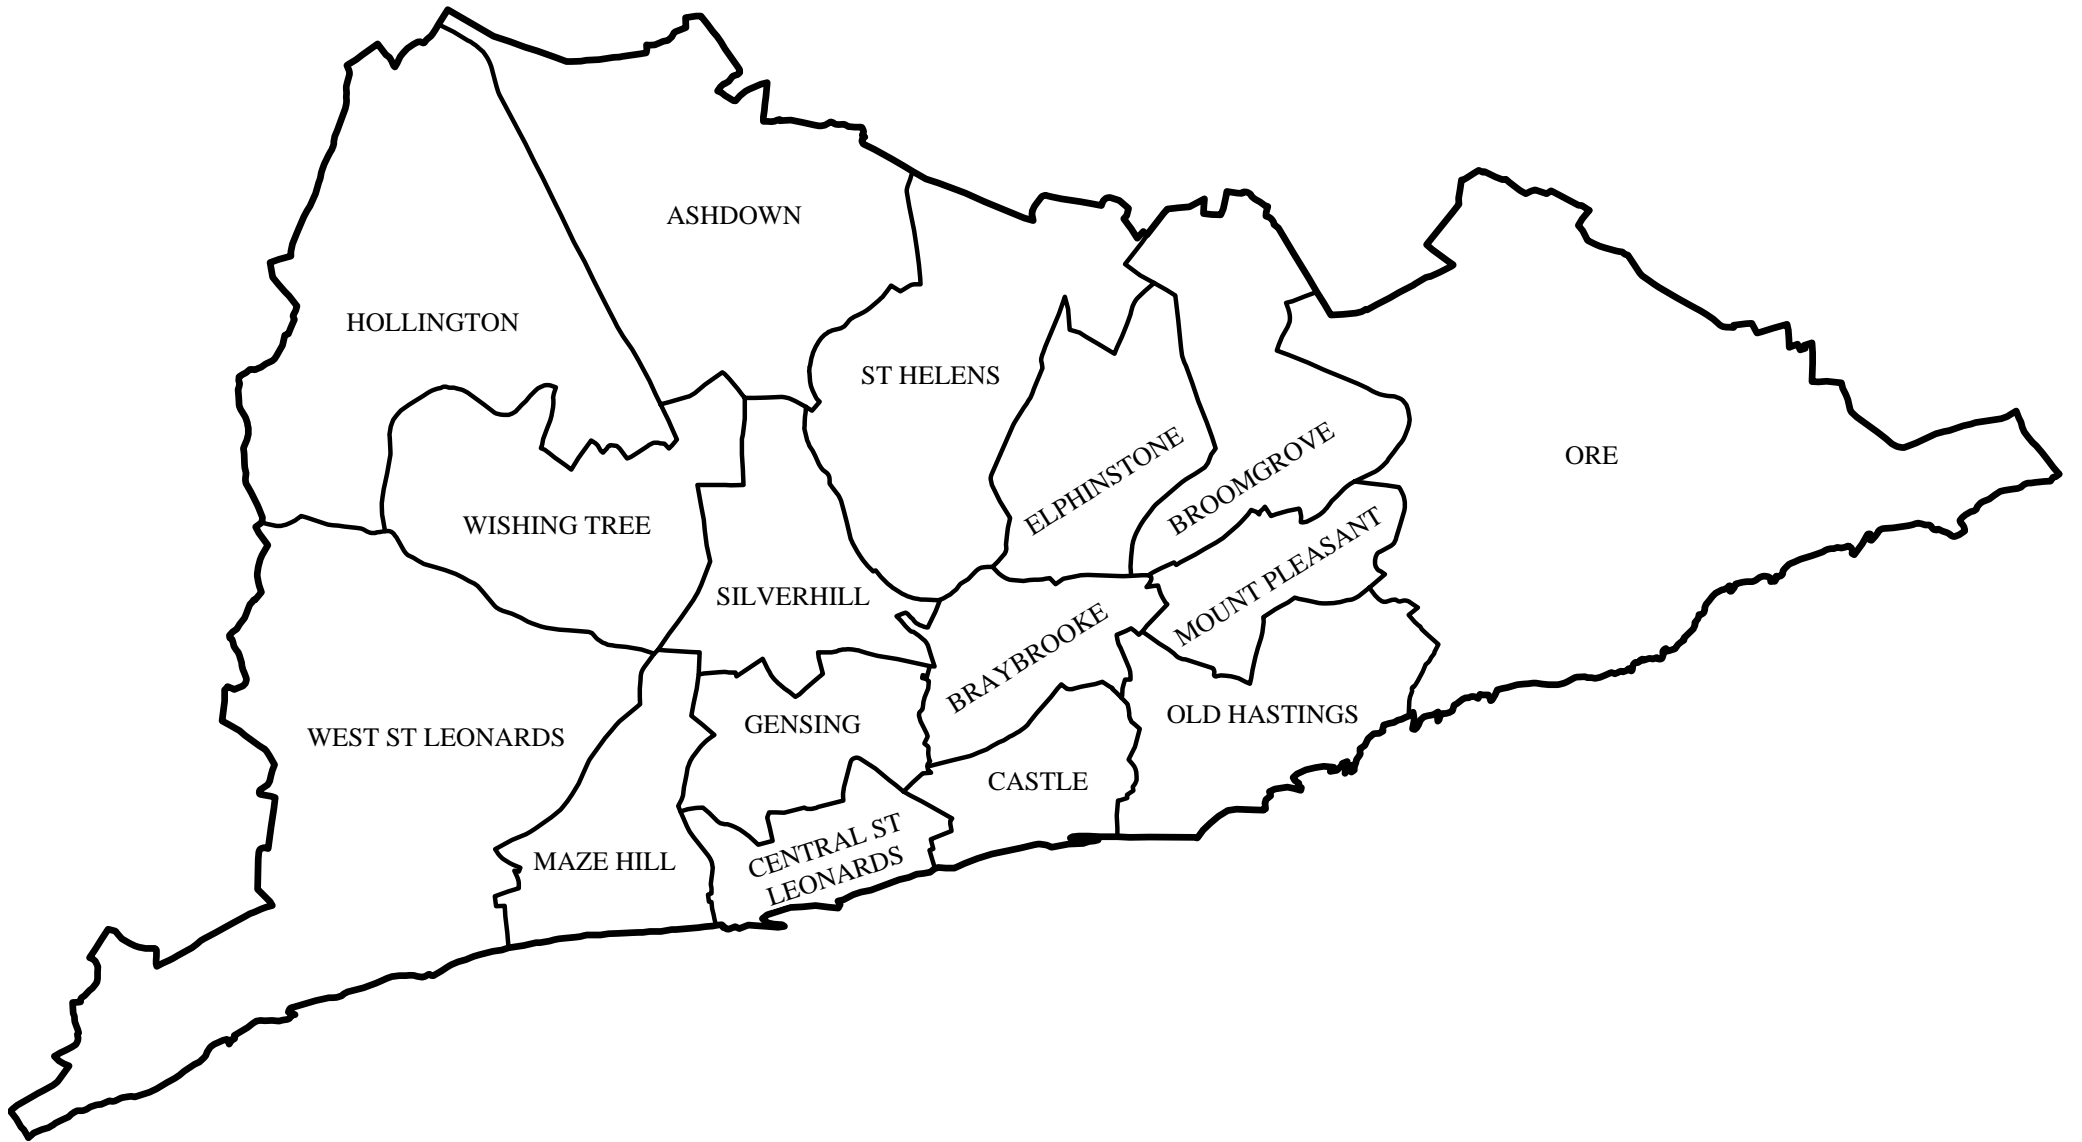 ASHDOWN
HOLLINGTON
ST HELENS
ELPHINSTONE
BROOMGROVE
ORE
WISHING TREE
MOUNT PLEASANT
SILVERHILL
BRAYBROOKE
OLD HASTINGS
GENSING
WEST ST LEONARDS
CASTLE
MAZE HILL
CENTRAL ST
LEONARDS